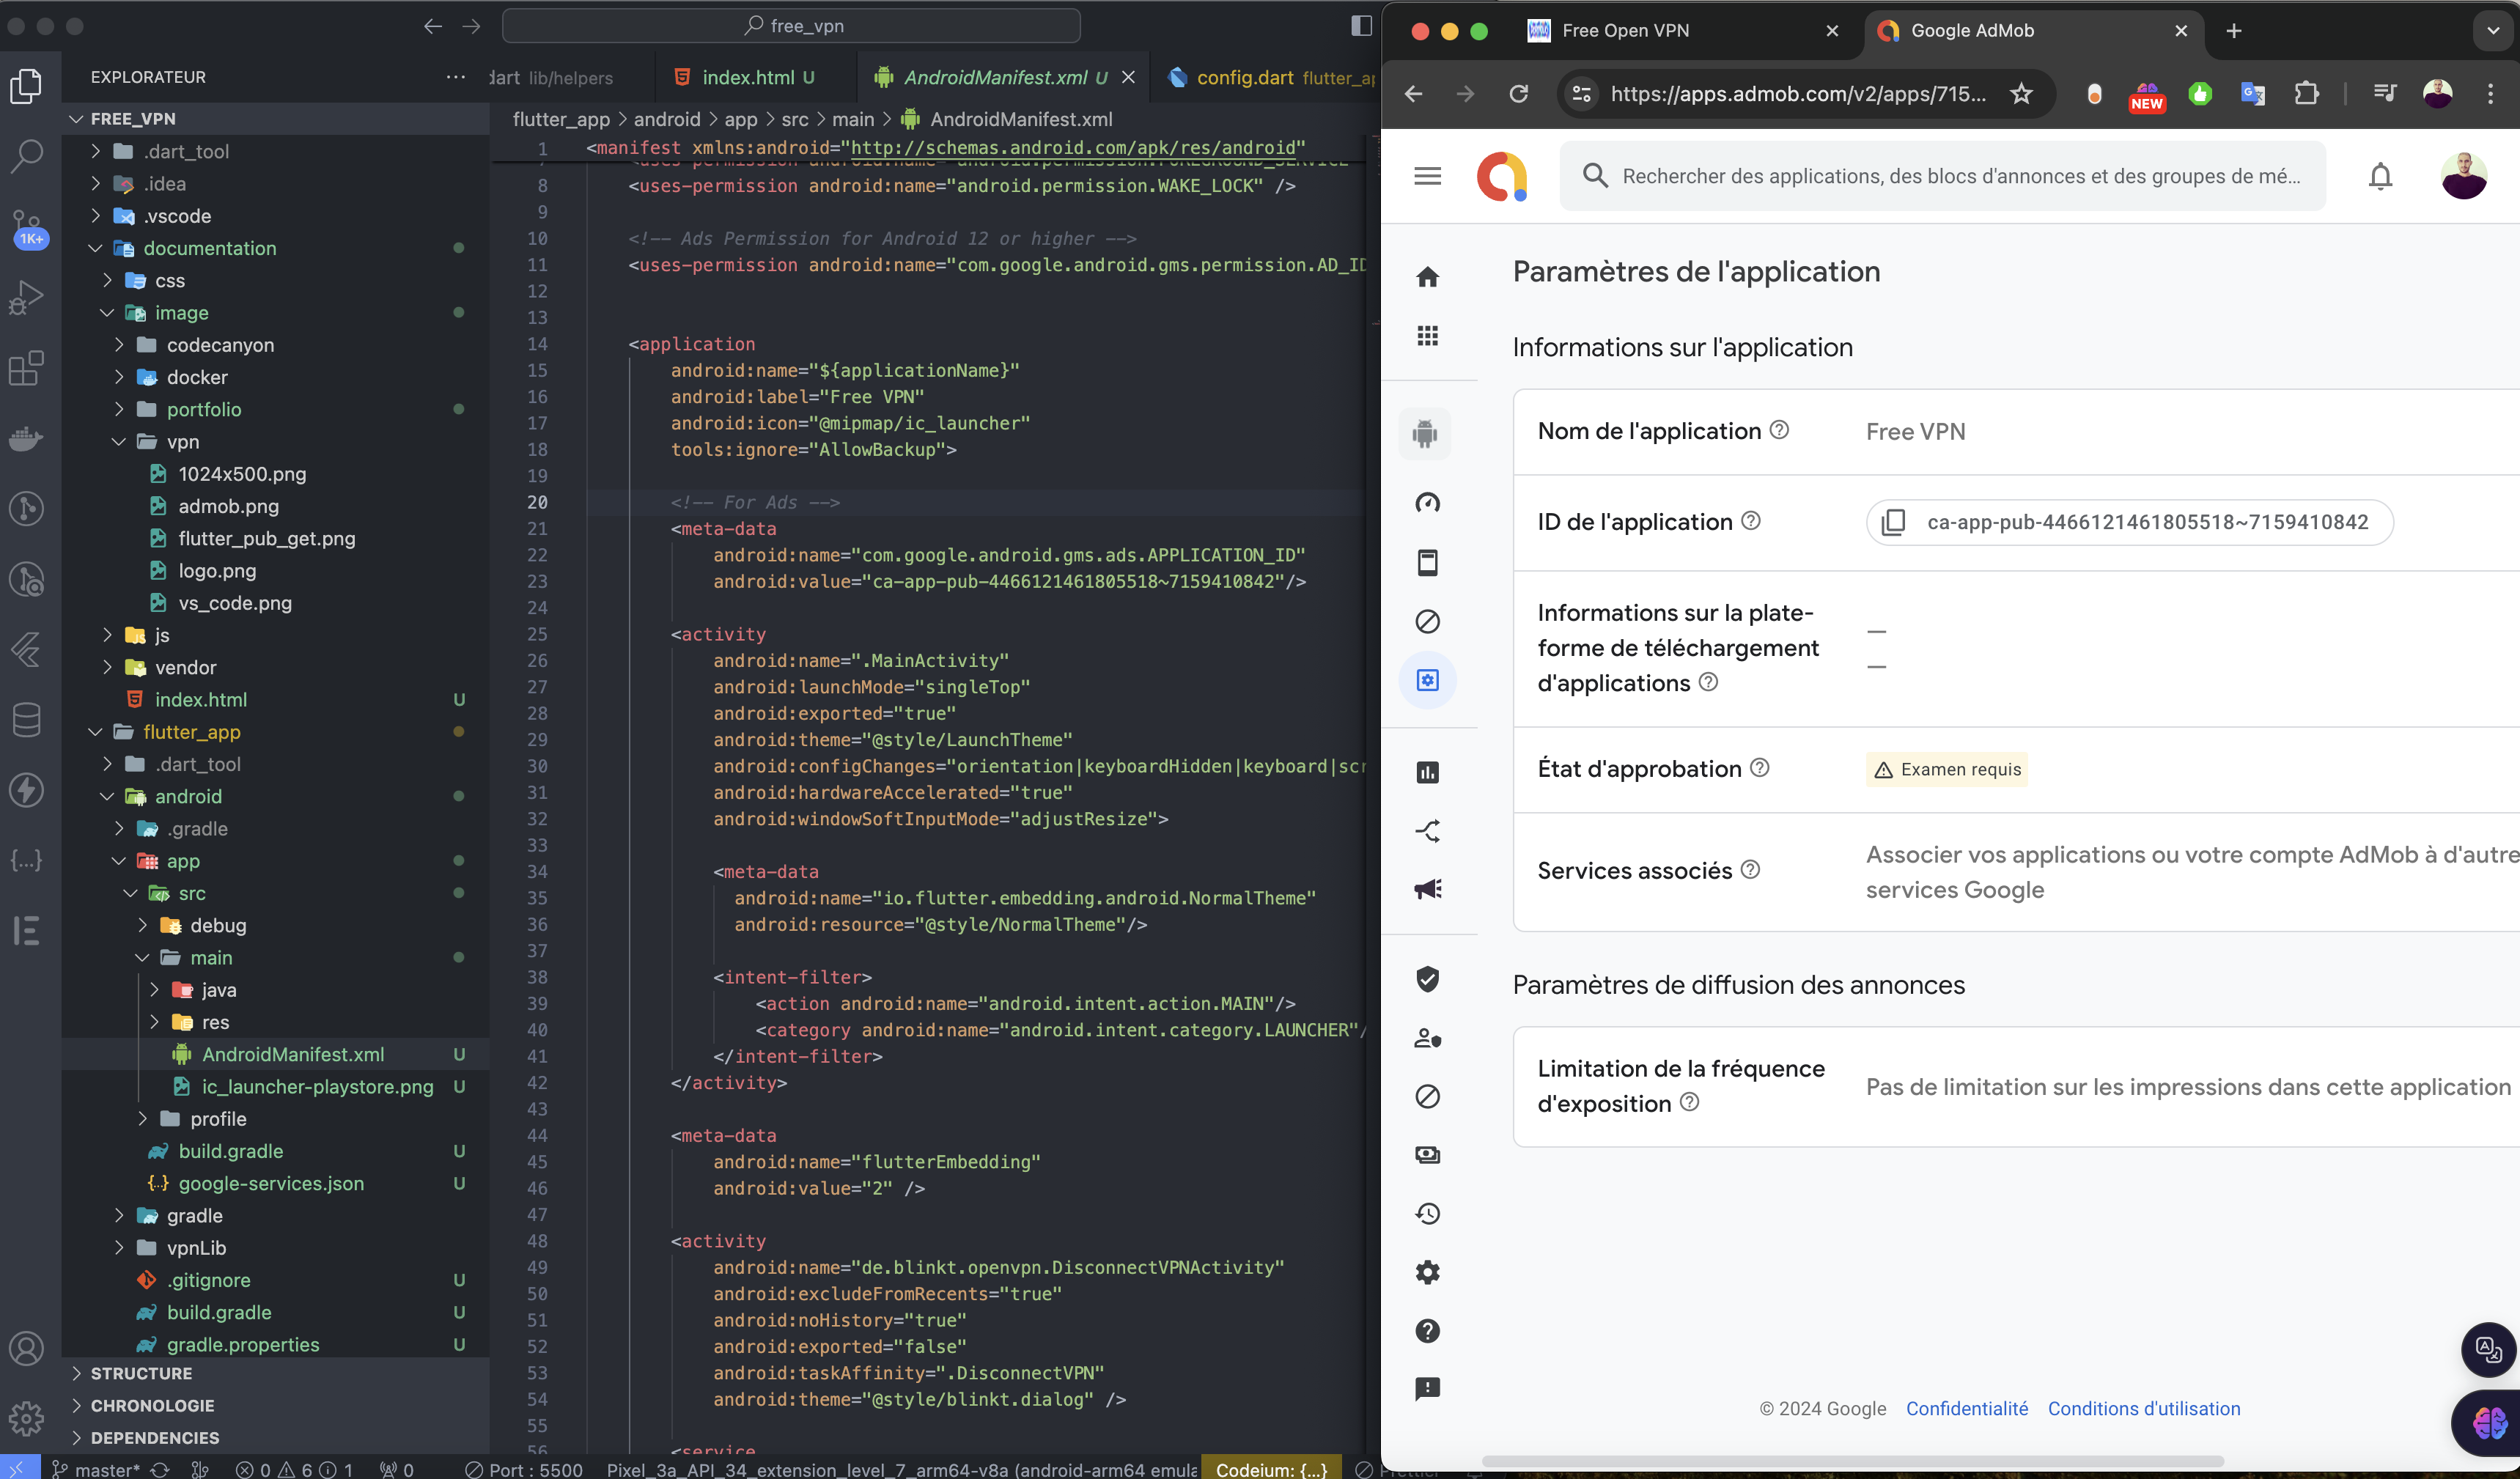 free_vpn
EXPLORATEUR
FREE_VPN
.dart_tool
.idea
.vscode
documentation
css
image
codecanyon
docker
portfolio
vpn
1024x500.png
admob.png
flutter_pub_get.png
logo.png
vs_code.png
js
vendor
index.html U
flutter_app
.dart_tool
android
.gradle
app
src
debug
main
java
res
AndroidManifest.xml U
ic_launcher-playstore.png U
profile
build.gradle U
google-services.json U
gradle
vpnLib
.gitignore U
build.gradle U
gradle.properties U
STRUCTURE
CHRONOLOGIE
DEPENDENCIES
1K+
dart lib/helpers
index.html U
AndroidManifest.xml U
config.dart flutter_ap
flutter_app > android > app > src > main > AndroidManifest.xml
1 <manifest xmlns:android="http://schemas.android.com/apk/res/android"
8 <uses-permission android:name="android.permission.WAKE_LOCK" />
9
10 <!-- Ads Permission for Android 12 or higher -->
11 <uses-permission android:name="com.google.android.gms.permission.AD_ID
12
13
14 <application
15 android:name="${applicationName}"
16 android:label="Free VPN"
17 android:icon="@mipmap/ic_launcher"
18 tools:ignore="AllowBackup">
19
20 <!-- For Ads -->
21 <meta-data
22 android:name="com.google.android.gms.ads.APPLICATION_ID"
23 android:value="ca-app-pub-4466121461805518~7159410842"/>
24
25 <activity
26 android:name=".MainActivity"
27 android:launchMode="singleTop"
28 android:exported="true"
29 android:theme="@style/LaunchTheme"
30 android:configChanges="orientation|keyboardHidden|keyboard|scr
31 android:hardwareAccelerated="true"
32 android:windowSoftInputMode="adjustResize">
33
34 <meta-data
35 android:name="io.flutter.embedding.android.NormalTheme"
36 android:resource="@style/NormalTheme"/>
37
38 <intent-filter>
39 <action android:name="android.intent.action.MAIN"/>
40 <category android:name="android.intent.category.LAUNCHER"/
41 </intent-filter>
42 </activity>
43
44 <meta-data
45 android:name="flutterEmbedding"
46 android:value="2" />
47
48 <activity
49 android:name="de.blinkt.openvpn.DisconnectVPNActivity"
50 android:excludeFromRecents="true"
51 android:noHistory="true"
52 android:exported="false"
53 android:taskAffinity=".DisconnectVPN"
54 android:theme="@style/blinkt.dialog" />
55
56 <service
master* 0 6 1 0 Port : 5500 Pixel_3a_API_34_extension_level_7_arm64-v8a (android-arm64 emula Codeium: {...}
Free Open VPN
Google AdMob
https://apps.admob.com/v2/apps/715...
NEW
Rechercher des applications, des blocs d'annonces et des groupes de mé...
Paramètres de l'application
Informations sur l'application
Nom de l'application Free VPN
ID de l'application ca-app-pub-4466121461805518~7159410842
Informations sur la plate-
forme de téléchargement
d'applications
—
—
État d'approbation Examen requis
Services associés Associer vos applications ou votre compte AdMob à d'autre
services Google
Paramètres de diffusion des annonces
Limitation de la fréquence
d'exposition
Pas de limitation sur les impressions dans cette application
© 2024 Google Confidentialité Conditions d'utilisation